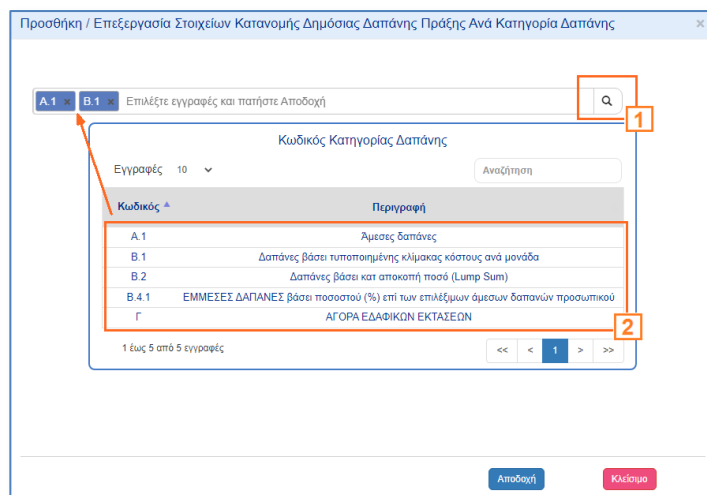 Προσθήκη / Επεξεργασία Στοιχείων Κατανομής Δημόσιας Δαπάνης Πράξης Ανά Κατηγορία Δαπάνης ×
A.1 × B.1 × Επιλέξτε εγγραφές και πατήστε Αποδοχή
1
Κωδικός Κατηγορίας Δαπάνης
Εγγραφές 10 Αναζήτηση
Κωδικός Περιγραφή
A.1 Άμεσες δαπάνες
B.1 Δαπάνες βάσει τυποποιημένης κλίμακας κόστους ανά μονάδα
B.2 Δαπάνες βάσει κατ αποκοπή ποσό (Lump Sum)
B.4.1 ΕΜΜΕΣΕΣ ΔΑΠΑΝΕΣ βάσει ποσοστού (%) επί των επιλέξιμων άμεσων δαπανών προσωπικού
Γ ΑΓΟΡΑ ΕΔΑΦΙΚΩΝ ΕΚΤΑΣΕΩΝ
2
1 έως 5 από 5 εγγραφές << < 1 > >>
Αποδοχή Κλείσιμο